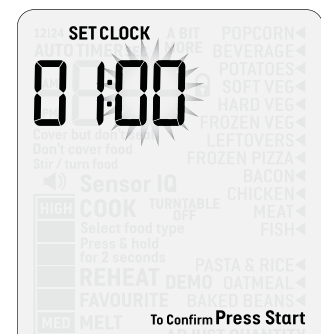 12|24 SET CLOCK A BIT POPCORN
AUTO TIMER MORE BEVERAGE
POTATOES
01:00 SOFT VEG
HARD VEG
FROZEN VEG
Cover but don't
Don't cover food LEFTOVERS
Stir / turn food FROZEN PIZZA
BACON
Sensor IQ CHICKEN
HIGH COOK TURNTABLE OFF MEAT
Select food type FISH
Press & hold
for 2 seconds PASTA & RICE
REHEAT DEMO OATMEAL
FAVOURITE BAKED BEANS
MED MELT To Confirm Press Start